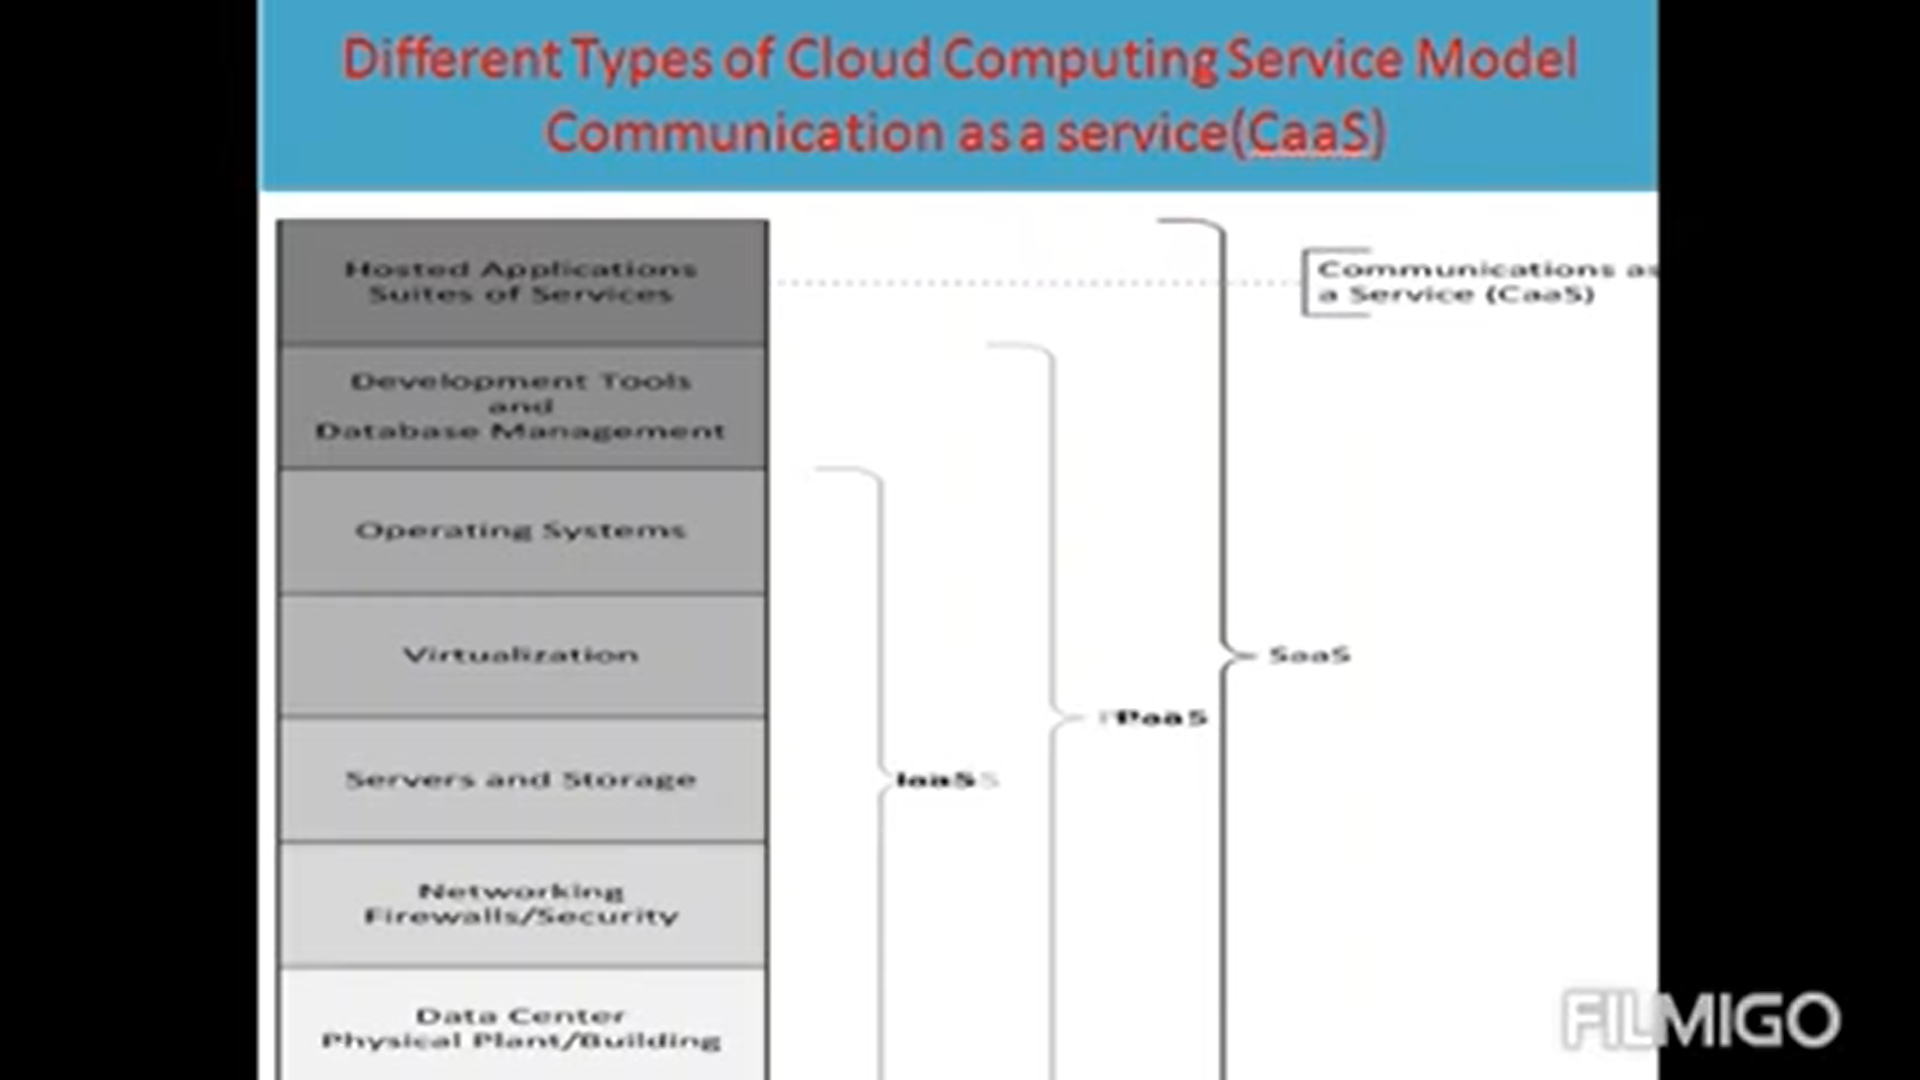 Different Types of Cloud Computing Service Model
Communication as a service(CaaS)
Hosted Applications
Suites of Services
Communications as
a Service (CaaS)
Development Tools
and
Database Management
Operating Systems
Virtualization
SaaS
PaaS
Servers and Storage
IaaS
Networking
Firewalls/Security
Data Center
Physical Plant/Building
FILMIGO